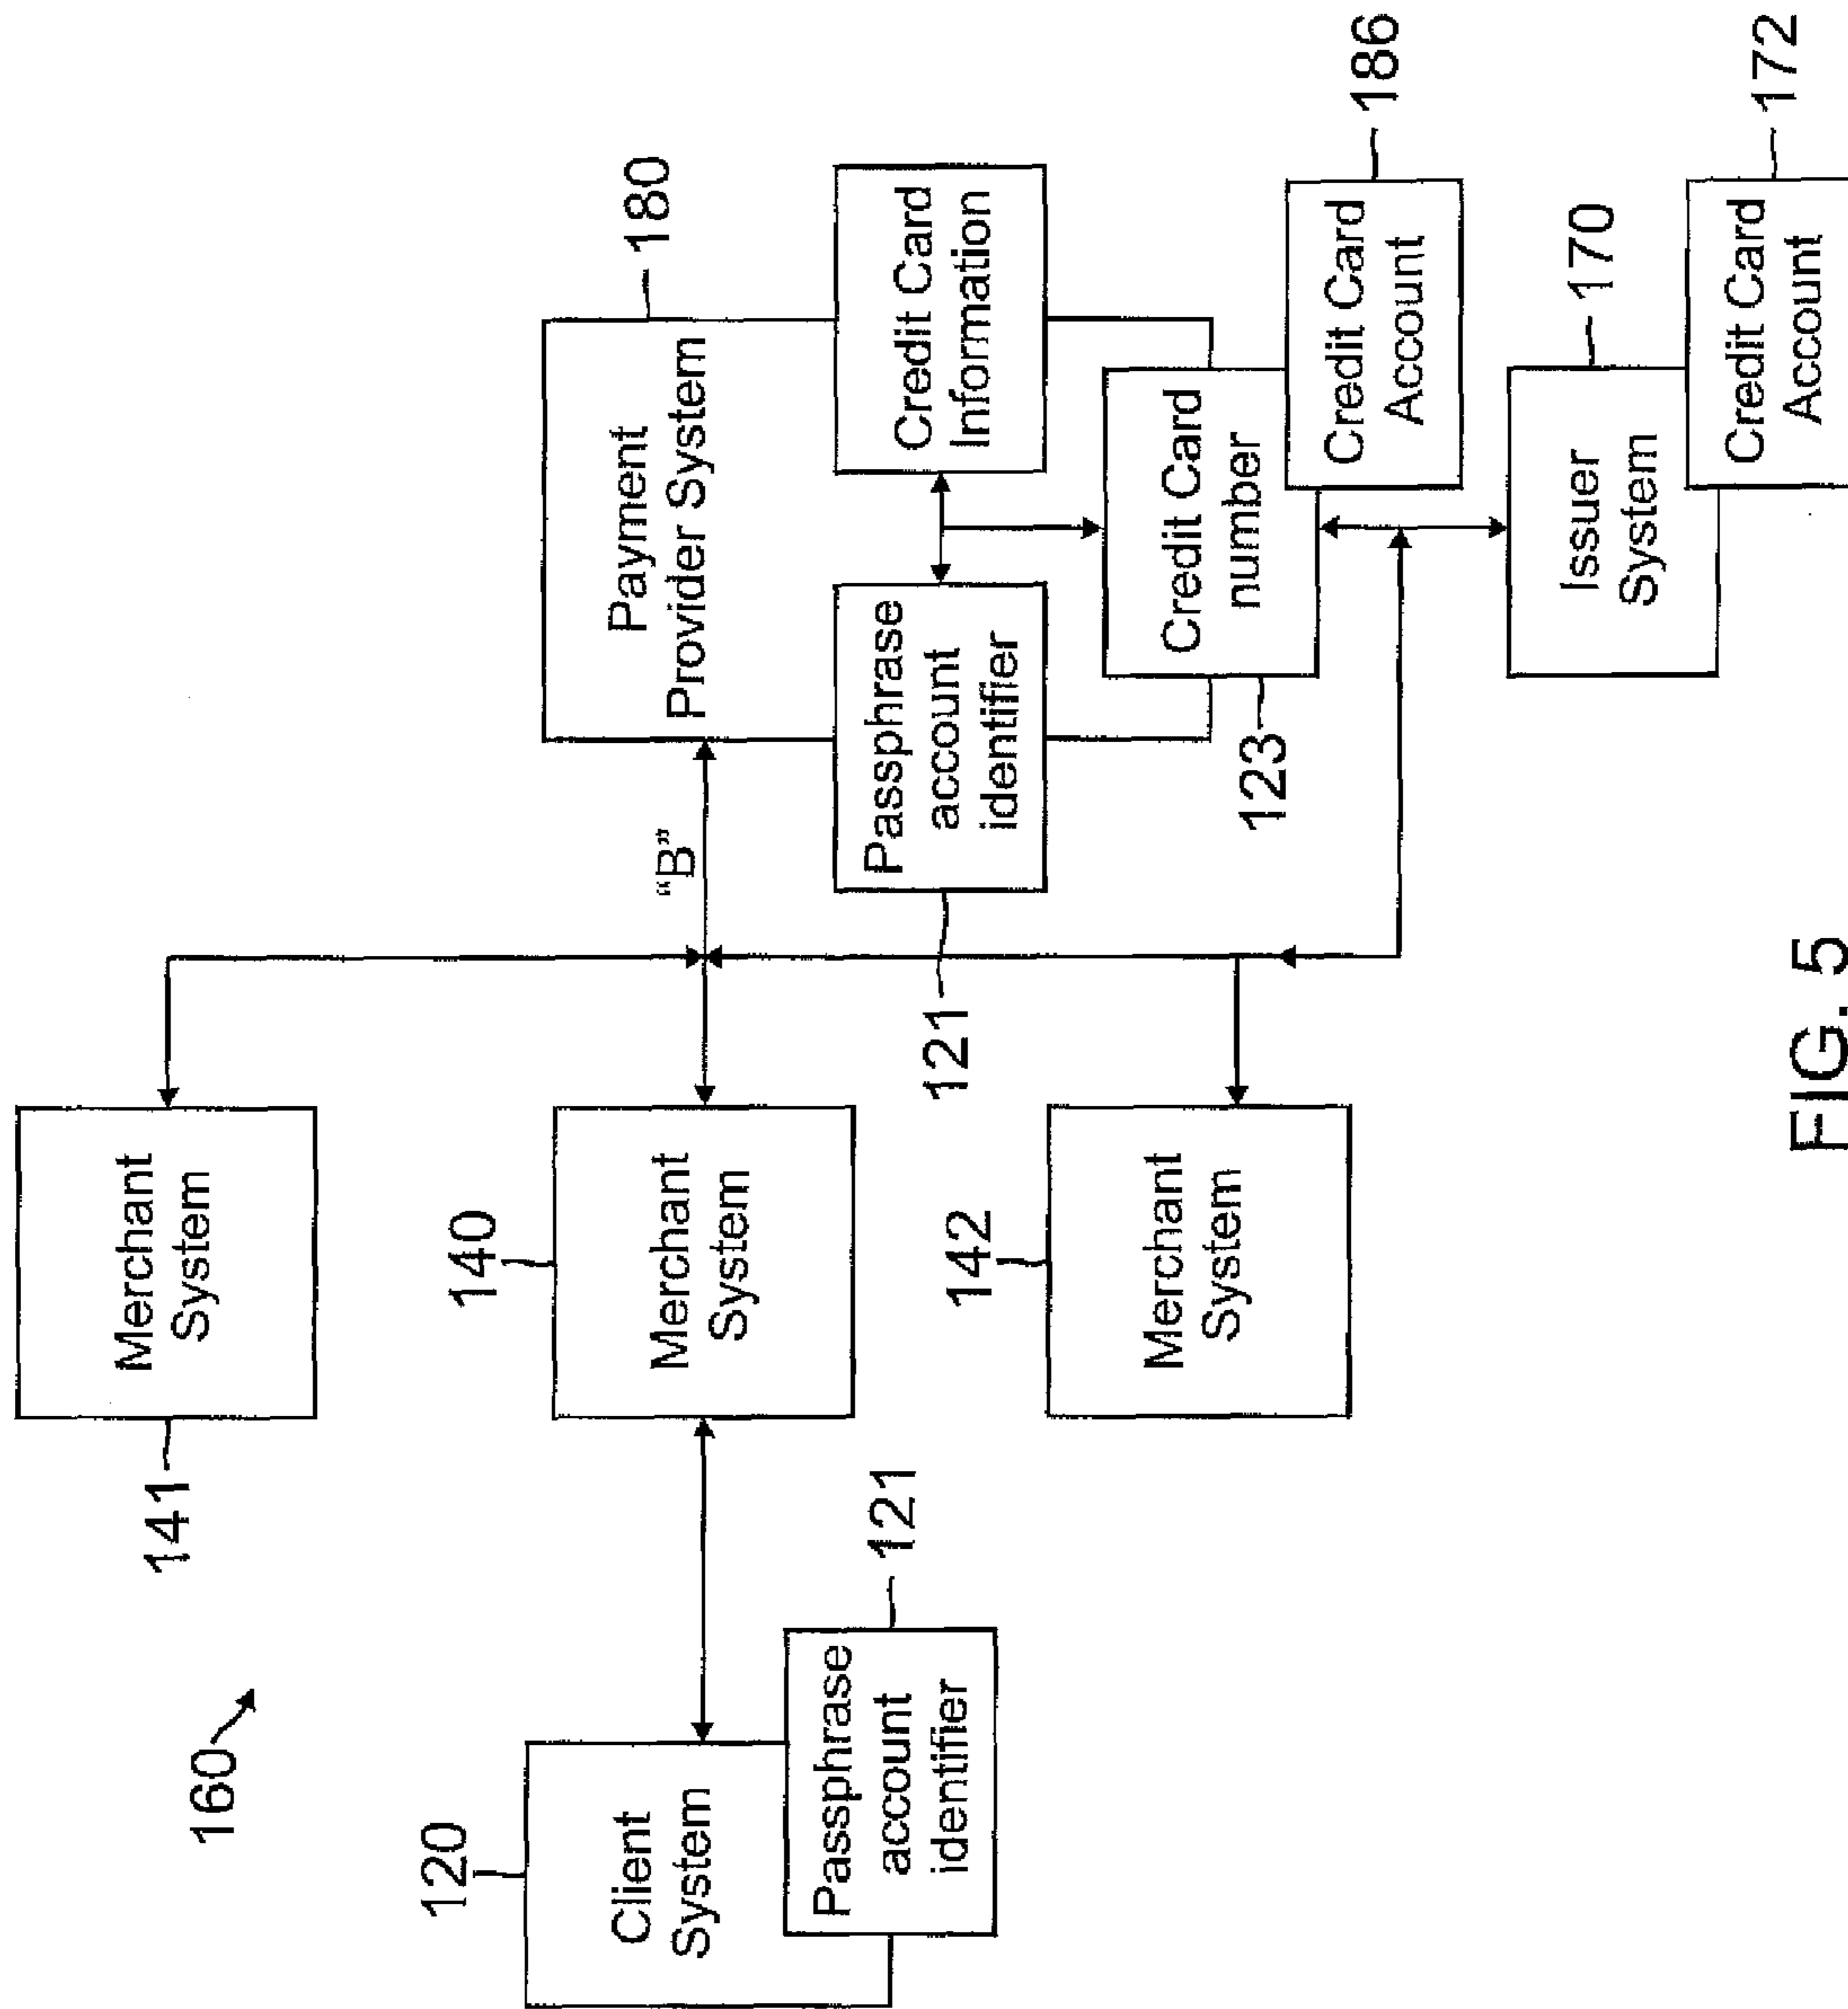 160
120
Client
System
Passphrase
account
identifier
121
141
Merchant
System
140
Merchant
System
142
Merchant
System
“B”
180
Payment
Provider System
121
Passphrase
account
identifier
Credit Card
Information
123
Credit Card
number
Credit Card
Account
186
170
Issuer
System
Credit Card
Account
172
FIG. 5